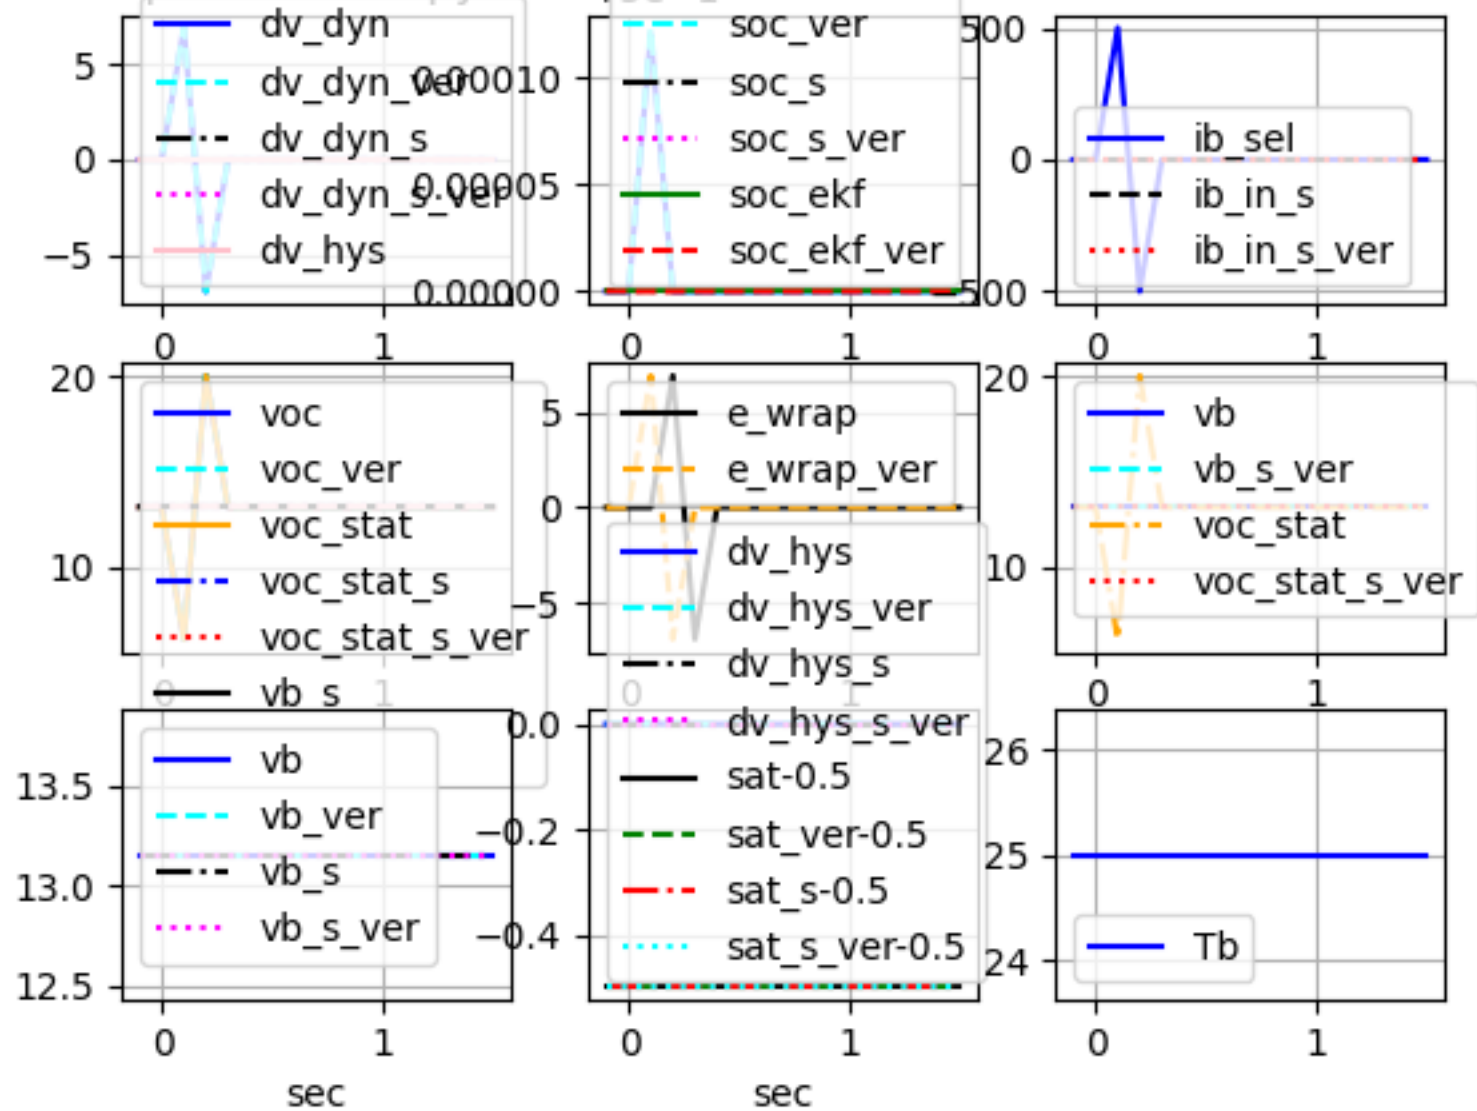 dv_dyn
dv_dyn_ver
dv_dyn_s
dv_dyn_s_ver
dv_hys
5
0
−5
0
1
soc_ver
soc_s
soc_s_ver
soc_ekf
soc_ekf_ver
0.00010
0.00005
0.00000
0
1
ib_sel
ib_in_s
ib_in_s_ver
500
0
500
0
1
voc
voc_ver
voc_stat
voc_stat_s
voc_stat_s_ver
vb_s
20
10
0
1
e_wrap
e_wrap_ver
5
0
−5
0
1
vb
vb_s_ver
voc_stat
voc_stat_s_ver
20
10
0
1
vb
vb_ver
vb_s
vb_s_ver
13.5
13.0
12.5
0
1
sec
dv_hys
dv_hys_ver
dv_hys_s
dv_hys_s_ver
sat-0.5
sat_ver-0.5
sat_s-0.5
sat_s_ver-0.5
0.0
−0.2
−0.4
0
1
sec
Tb
26
25
24
0
1